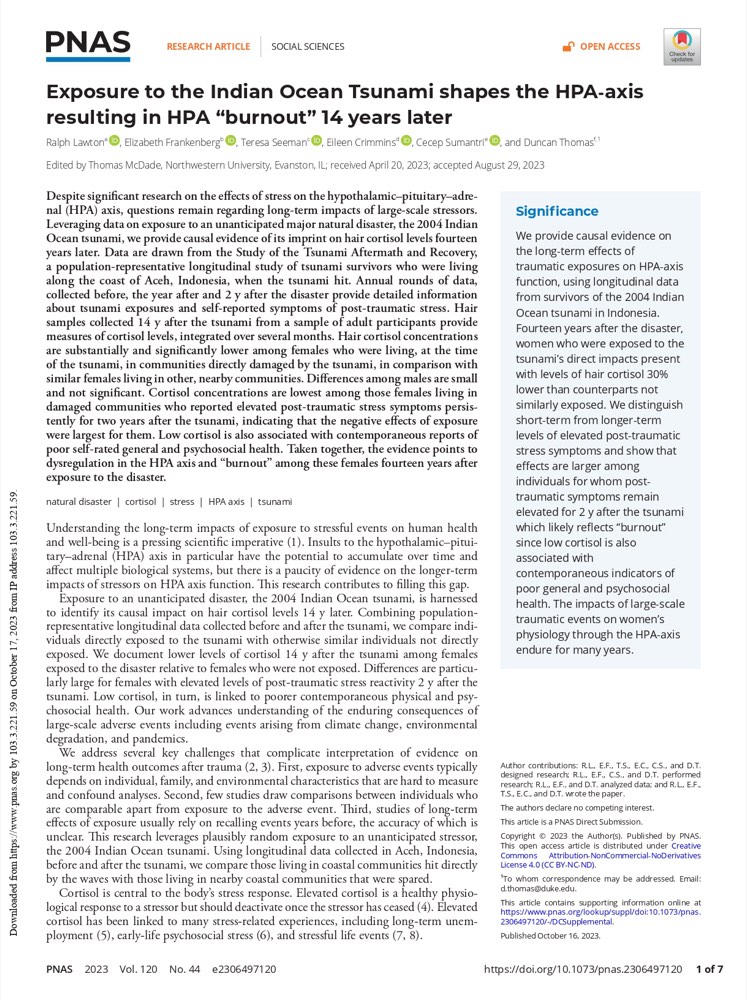 PNAS
RESEARCH ARTICLE | SOCIAL SCIENCES
OPEN ACCESS
Check for
updates
Exposure to the Indian Ocean Tsunami shapes the HPA-axis
resulting in HPA “burnout” 14 years later
Ralph Lawtonᵃ, Elizabeth Frankenbergᵇ, Teresa Seemanᶜ, Eileen Crimminsᵈ, Cecep Sumantriᵉ, and Duncan Thomasᶠ,¹
Edited by Thomas McDade, Northwestern University, Evanston, IL; received April 20, 2023; accepted August 29, 2023
Despite significant research on the effects of stress on the hypothalamic–pituitary–adre-
nal (HPA) axis, questions remain regarding long-term impacts of large-scale stressors.
Leveraging data on exposure to an unanticipated major natural disaster, the 2004 Indian
Ocean tsunami, we provide causal evidence of its imprint on hair cortisol levels fourteen
years later. Data are drawn from the Study of the Tsunami Aftermath and Recovery,
a population-representative longitudinal study of tsunami survivors who were living
along the coast of Aceh, Indonesia, when the tsunami hit. Annual rounds of data,
collected before, the year after and 2 y after the disaster provide detailed information
about tsunami exposures and self-reported symptoms of post-traumatic stress. Hair
samples collected 14 y after the tsunami from a sample of adult participants provide
measures of cortisol levels, integrated over several months. Hair cortisol concentrations
are substantially and significantly lower among females who were living, at the time
of the tsunami, in communities directly damaged by the tsunami, in comparison with
similar females living in other, nearby communities. Differences among males are small
and not significant. Cortisol concentrations are lowest among those females living in
damaged communities who reported elevated post-traumatic stress symptoms persis-
tently for two years after the tsunami, indicating that the negative effects of exposure
were largest for them. Low cortisol is also associated with contemporaneous reports of
poor self-rated general and psychosocial health. Taken together, the evidence points to
dysregulation in the HPA axis and “burnout” among these females fourteen years after
exposure to the disaster.
natural disaster | cortisol | stress | HPA axis | tsunami
Understanding the long-term impacts of exposure to stressful events on human health
and well-being is a pressing scientific imperative (1). Insults to the hypothalamic–pitui-
tary–adrenal (HPA) axis in particular have the potential to accumulate over time and
affect multiple biological systems, but there is a paucity of evidence on the longer-term
impacts of stressors on HPA axis function. This research contributes to filling this gap.
Exposure to an unanticipated disaster, the 2004 Indian Ocean tsunami, is harnessed
to identify its causal impact on hair cortisol levels 14 y later. Combining population-
representative longitudinal data collected before and after the tsunami, we compare indi-
viduals directly exposed to the tsunami with otherwise similar individuals not directly
exposed. We document lower levels of cortisol 14 y after the tsunami among females
exposed to the disaster relative to females who were not exposed. Differences are particu-
larly large for females with elevated levels of post-traumatic stress reactivity 2 y after the
tsunami. Low cortisol, in turn, is linked to poorer contemporaneous physical and psy-
chosocial health. Our work advances understanding of the enduring consequences of
large-scale adverse events including events arising from climate change, environmental
degradation, and pandemics.
We address several key challenges that complicate interpretation of evidence on
long-term health outcomes after trauma (2, 3). First, exposure to adverse events typically
depends on individual, family, and environmental characteristics that are hard to measure
and confound analyses. Second, few studies draw comparisons between individuals who
are comparable apart from exposure to the adverse event. Third, studies of long-term
effects of exposure usually rely on recalling events years before, the accuracy of which is
unclear. This research leverages plausibly random exposure to an unanticipated stressor,
the 2004 Indian Ocean tsunami. Using longitudinal data collected in Aceh, Indonesia,
before and after the tsunami, we compare those living in coastal communities hit directly
by the waves with those living in nearby coastal communities that were spared.
Cortisol is central to the body’s stress response. Elevated cortisol is a healthy physio-
logical response to a stressor but should deactivate once the stressor has ceased (4). Elevated
cortisol has been linked to many stress-related experiences, including long-term unem-
ployment (5), early-life psychosocial stress (6), and stressful life events (7, 8).
Significance
We provide causal evidence on
the long-term effects of
traumatic exposures on HPA-axis
function, using longitudinal data
from survivors of the 2004 Indian
Ocean tsunami in Indonesia.
Fourteen years after the disaster,
women who were exposed to the
tsunami’s direct impacts present
with levels of hair cortisol 30%
lower than counterparts not
similarly exposed. We distinguish
short-term from longer-term
levels of elevated post-traumatic
stress symptoms and show that
effects are larger among
individuals for whom post-
traumatic symptoms remain
elevated for 2 y after the tsunami
which likely reflects “burnout”
since low cortisol is also
associated with
contemporaneous indicators of
poor general and psychosocial
health. The impacts of large-scale
traumatic events on women’s
physiology through the HPA-axis
endure for many years.
Author contributions: R.L., E.F., T.S., E.C., C.S., and D.T.
designed research; R.L., E.F., C.S., and D.T. performed
research; R.L., E.F., and D.T. analyzed data; and R.L., E.F.,
T.S., E.C., and D.T. wrote the paper.
The authors declare no competing interest.
This article is a PNAS Direct Submission.
Copyright © 2023 the Author(s). Published by PNAS.
This open access article is distributed under Creative
Commons Attribution-NonCommercial-NoDerivatives
License 4.0 (CC BY-NC-ND).
¹To whom correspondence may be addressed. Email:
d.thomas@duke.edu.
This article contains supporting information online at
https://www.pnas.org/lookup/suppl/doi:10.1073/pnas.
2306497120/-/DCSupplemental.
Published October 16, 2023.
Downloaded from https://www.pnas.org by 103.3.221.59 on October 17, 2023 from IP address 103.3.221.59.
PNAS 2023 Vol. 120 No. 44 e2306497120
https://doi.org/10.1073/pnas.2306497120 1 of 7